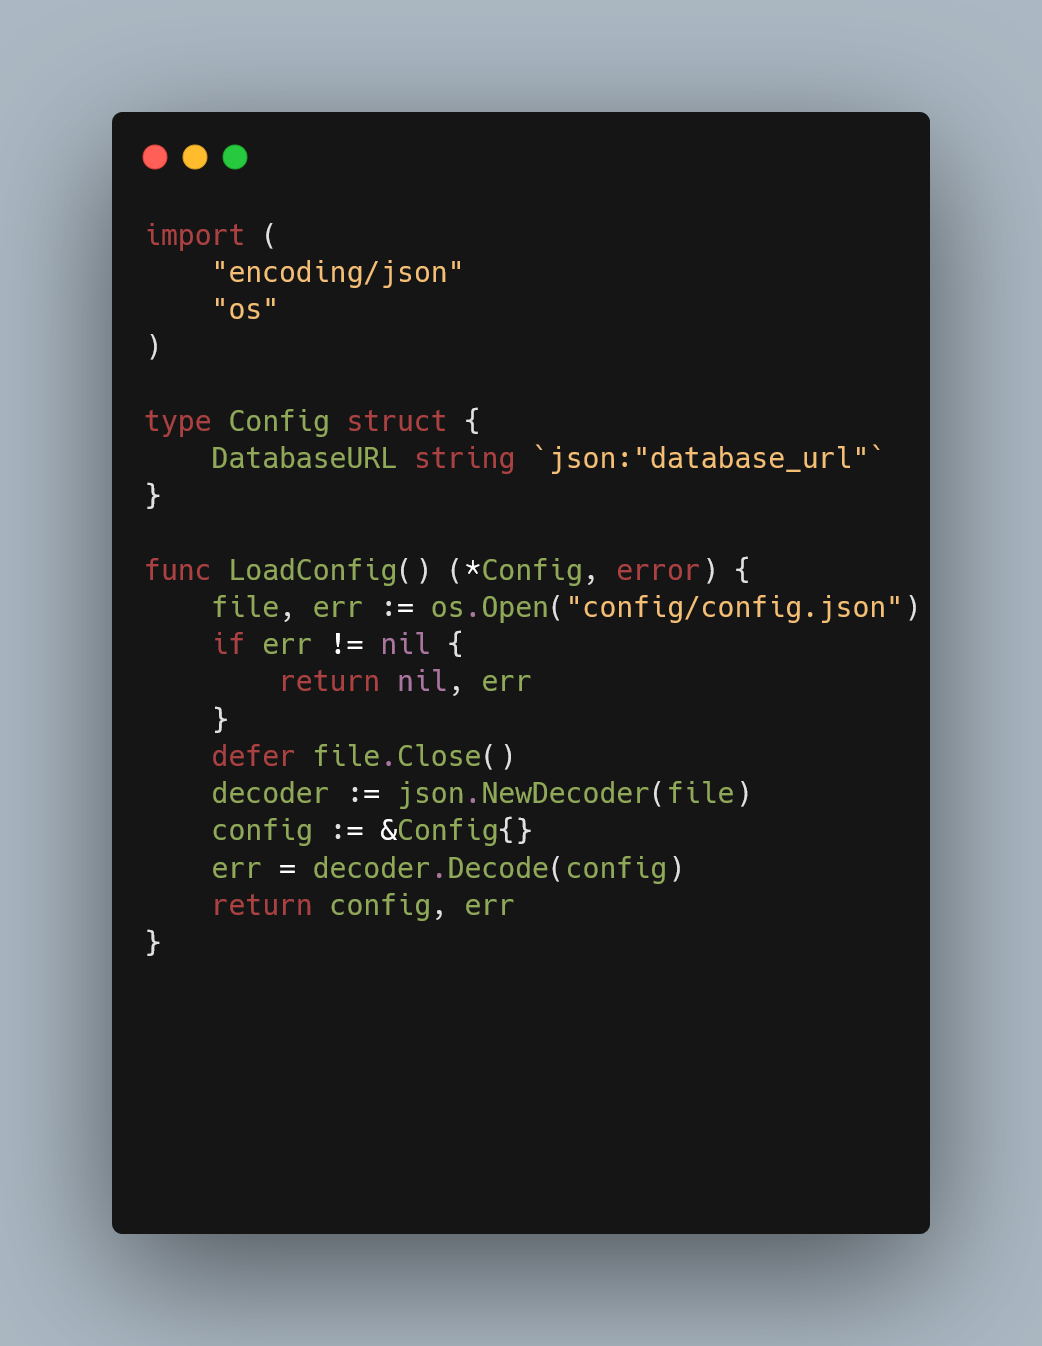 import (
    "encoding/json"
    "os"
)

type Config struct {
    DatabaseURL string `json:"database_url"`
}

func LoadConfig() (*Config, error) {
    file, err := os.Open("config/config.json")
    if err != nil {
        return nil, err
    }
    defer file.Close()
    decoder := json.NewDecoder(file)
    config := &Config{}
    err = decoder.Decode(config)
    return config, err
}